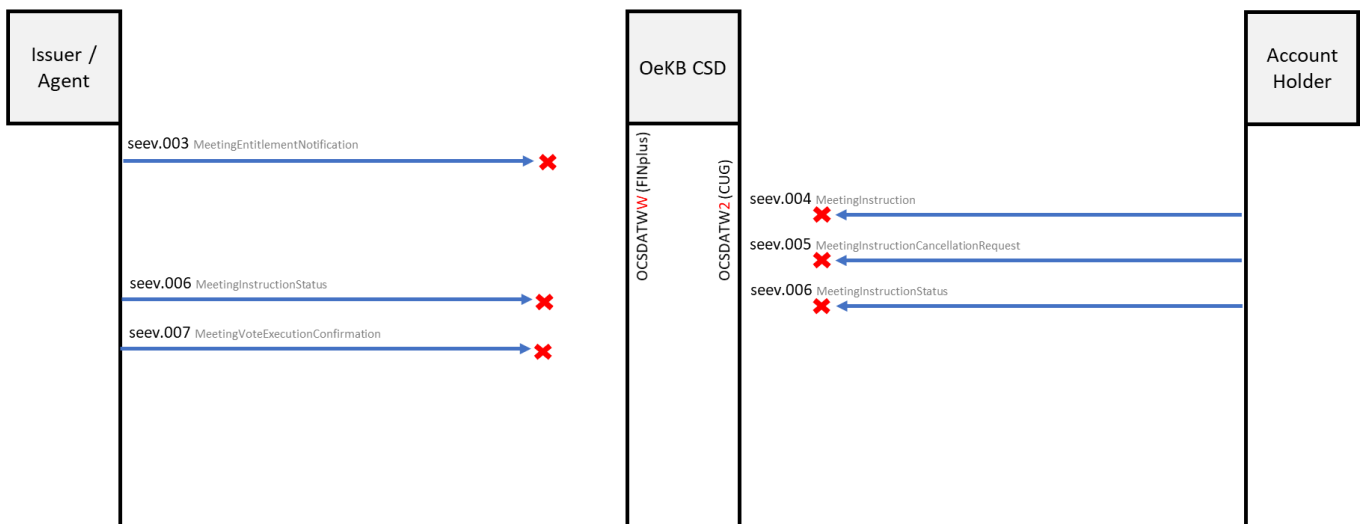 Issuer /
Agent
OeKB CSD
Account
Holder
seev.003 MeetingEntitlementNotification
OCSDATWW (FINplus)
OCSDATW2 (CUG)
seev.004 MeetingInstruction
seev.005 MeetingInstructionCancellationRequest
seev.006 MeetingInstructionStatus
seev.006 MeetingInstructionStatus
seev.007 MeetingVoteExecutionConfirmation